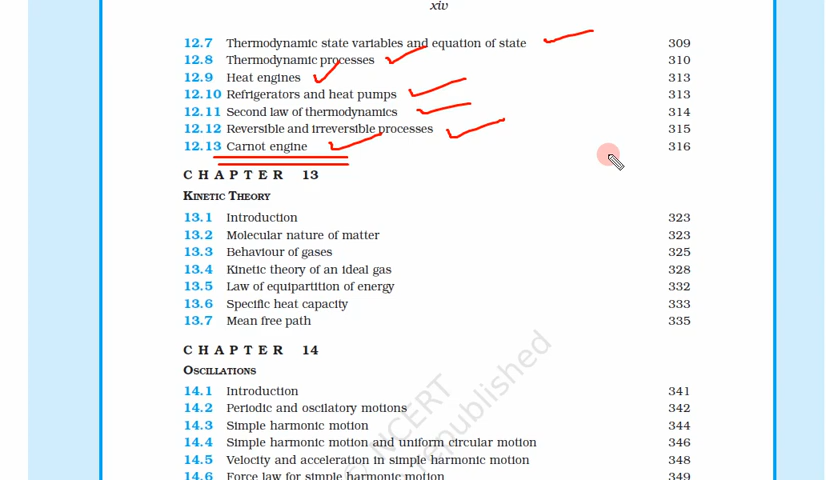 xiv
12.7 Thermodynamic state variables and equation of state 309
12.8 Thermodynamic processes 310
12.9 Heat engines 313
12.10 Refrigerators and heat pumps 313
12.11 Second law of thermodynamics 314
12.12 Reversible and irreversible processes 315
12.13 Carnot engine 316
CHAPTER 13
KINETIC THEORY
13.1 Introduction 323
13.2 Molecular nature of matter 323
13.3 Behaviour of gases 325
13.4 Kinetic theory of an ideal gas 328
13.5 Law of equipartition of energy 332
13.6 Specific heat capacity 333
13.7 Mean free path 335
CHAPTER 14
OSCILLATIONS
14.1 Introduction 341
14.2 Periodic and oscilatory motions 342
14.3 Simple harmonic motion 344
14.4 Simple harmonic motion and uniform circular motion 346
14.5 Velocity and acceleration in simple harmonic motion 348
14.6 Force law for simple harmonic motion 349
NCERT
republished